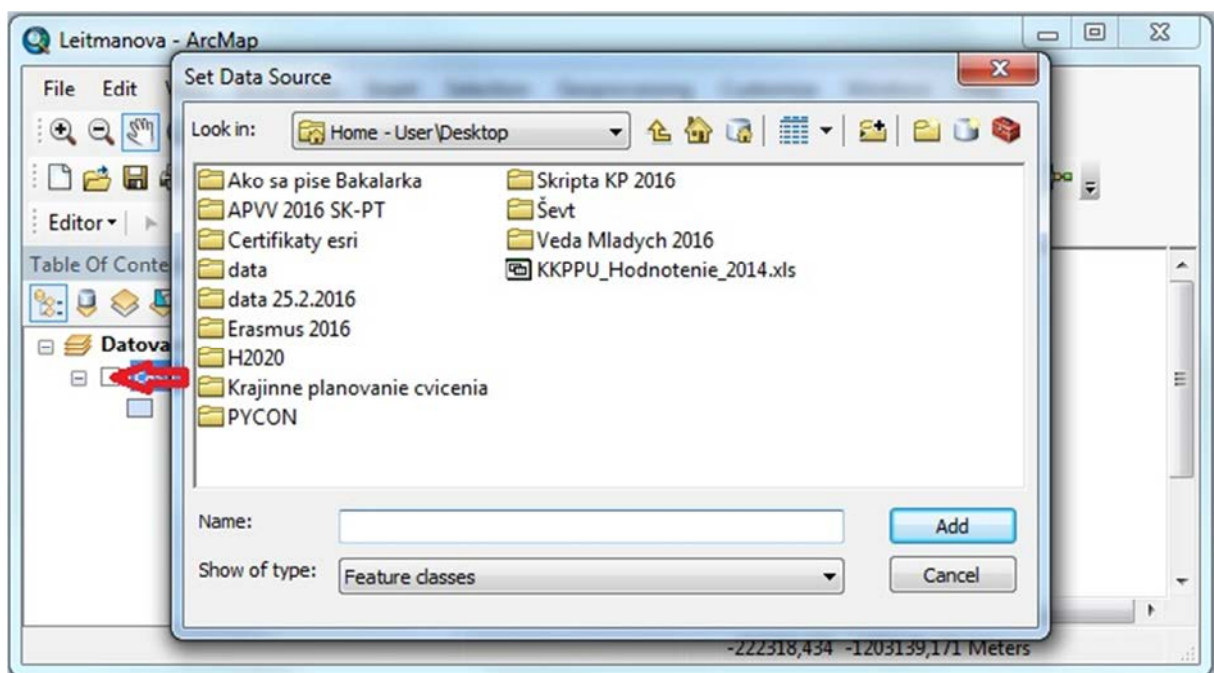 Leitmanova - ArcMap
Set Data Source
File Edit
Look in: Home - User\Desktop
Ako sa pise Bakalarka
APVV 2016 SK-PT
Certifikaty esri
data
data 25.2.2016
Erasmus 2016
H2020
Krajinne planovanie cvicenia
PYCON
Skripta KP 2016
Ševt
Veda Mladych 2016
KKPPU_Hodnotenie_2014.xls
Editor
Table Of Conte
Datova
Name:
Add
Show of type: Feature classes
Cancel
-222318,434 -1203139,171 Meters